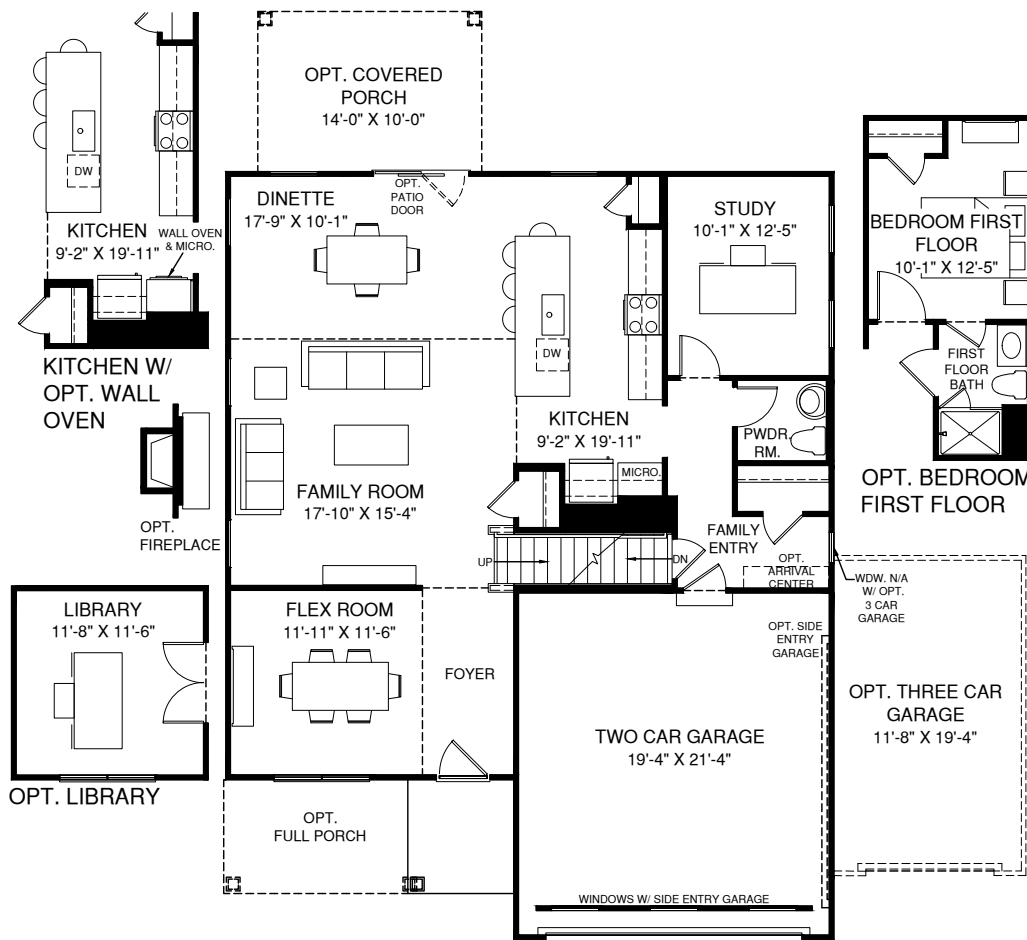 OPT. COVERED
PORCH
14'-0" X 10'-0"
DW
KITCHEN
9'-2" X 19'-11"
WALL OVEN
& MICRO.
KITCHEN W/
OPT. WALL
OVEN
OPT.
FIREPLACE
DINETTE
17'-9" X 10'-1"
OPT.
PATIO
DOOR
STUDY
10'-1" X 12'-5"
DW
KITCHEN
9'-2" X 19'-11"
MICRO.
PWDR.
RM.
FAMILY ROOM
17'-10" X 15'-4"
FAMILY
ENTRY
UP
DN
OPT.
ARRIVAL
CENTER
BEDROOM FIRST
FLOOR
10'-1" X 12'-5"
FIRST
FLOOR
BATH
OPT. BEDROOM
FIRST FLOOR
WDW. N/A
W/ OPT.
3 CAR
GARAGE
LIBRARY
11'-8" X 11'-6"
OPT. LIBRARY
FLEX ROOM
11'-11" X 11'-6"
FOYER
OPT. SIDE
ENTRY
GARAGE
TWO CAR GARAGE
19'-4" X 21'-4"
OPT. THREE CAR
GARAGE
11'-8" X 19'-4"
OPT.
FULL PORCH
WINDOWS W/ SIDE ENTRY GARAGE